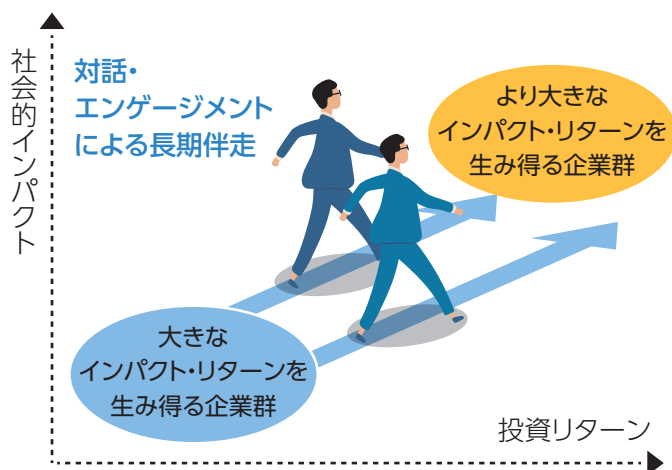 社会的インパクト
対話・
エンゲージメント
による長期伴走
より大きな
インパクト・リターンを
生み得る企業群
大きな
インパクト・リターンを
生み得る企業群
投資リターン